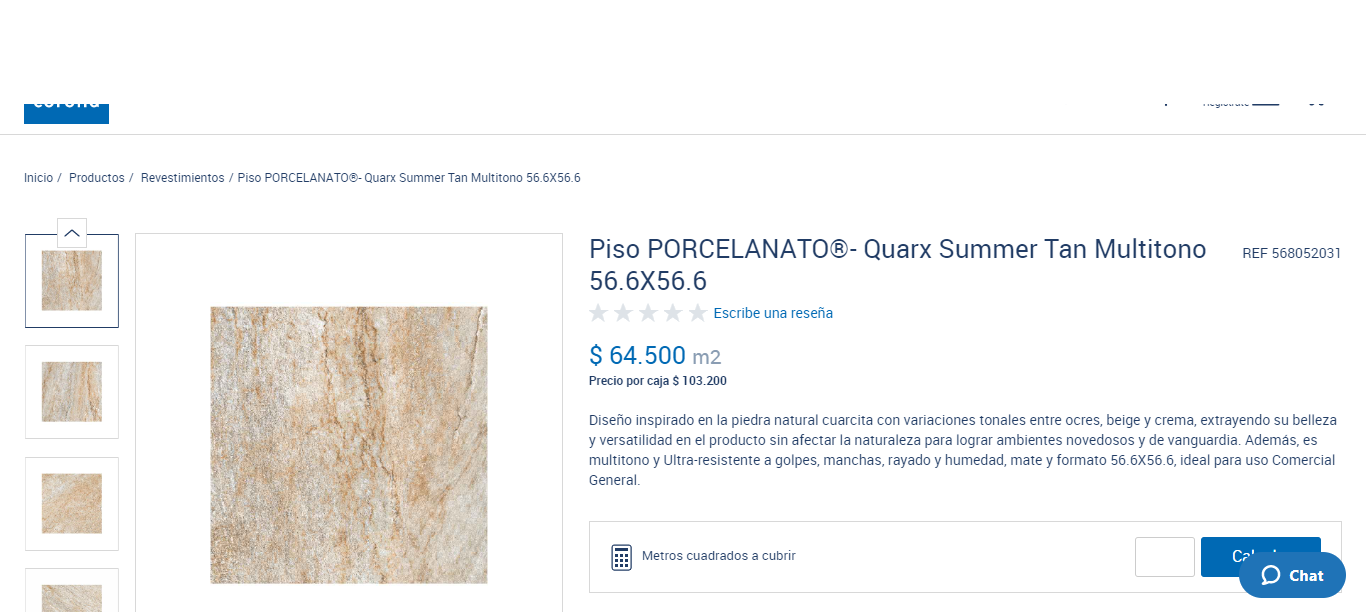 corona
Regístrate
Inicio / Productos / Revestimientos / Piso PORCELANATO®- Quarx Summer Tan Multitono 56.6X56.6
Piso PORCELANATO®- Quarx Summer Tan Multitono
56.6X56.6
REF 568052031
Escribe una reseña
$ 64.500 m2
Precio por caja $ 103.200
Diseño inspirado en la piedra natural cuarcita con variaciones tonales entre ocres, beige y crema, extrayendo su belleza
y versatilidad en el producto sin afectar la naturaleza para lograr ambientes novedosos y de vanguardia. Además, es
multitono y Ultra-resistente a golpes, manchas, rayado y humedad, mate y formato 56.6X56.6, ideal para uso Comercial
General.
Metros cuadrados a cubrir
Chat